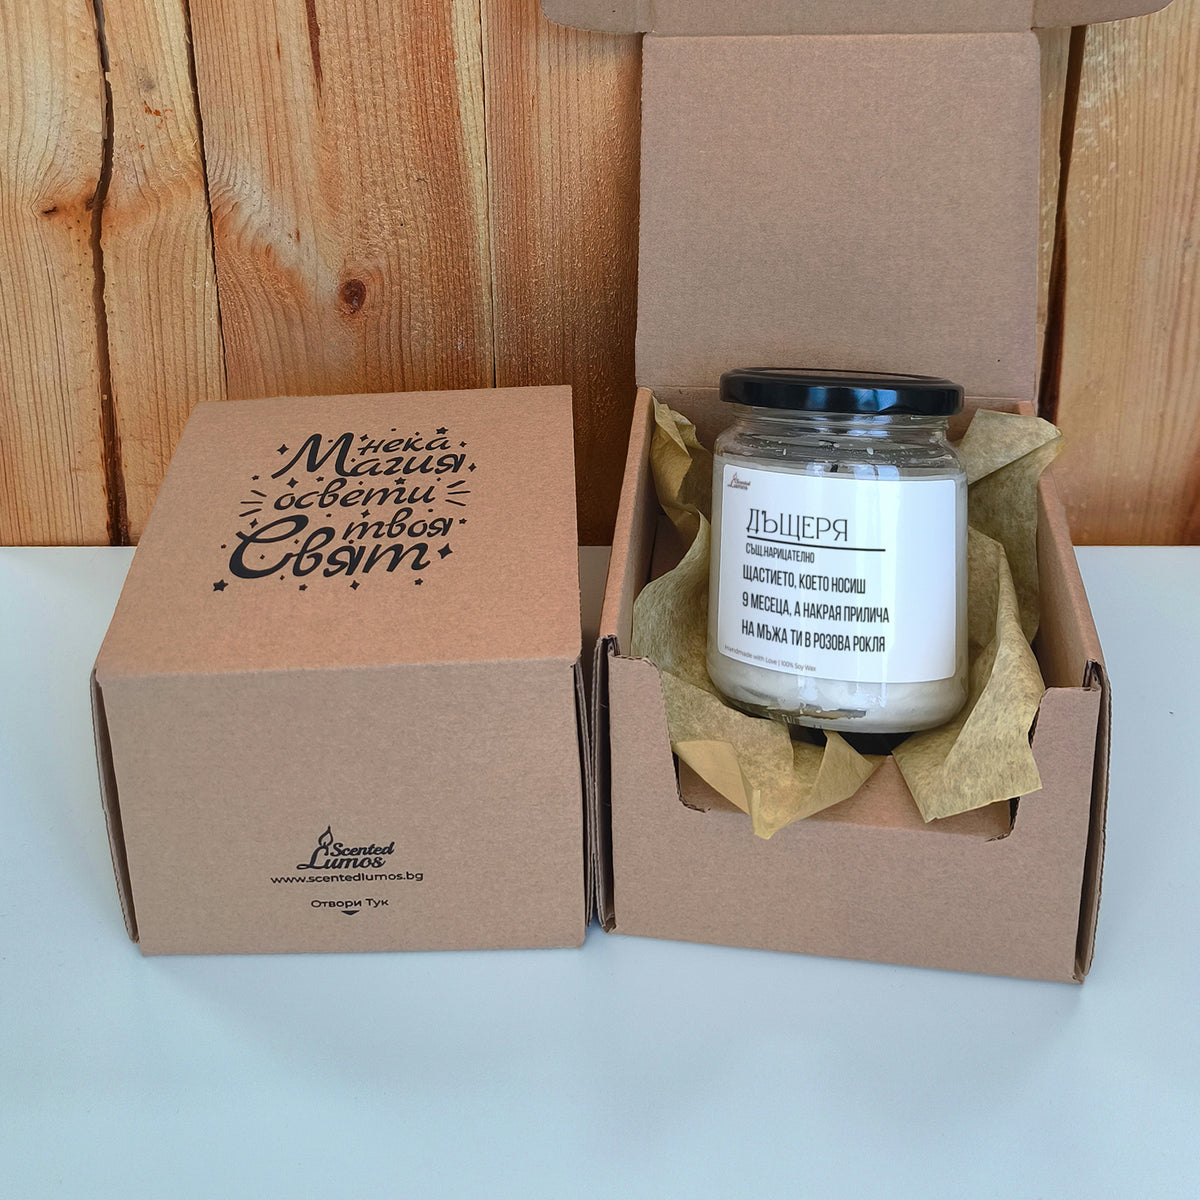 нека
Магия
освети
твоя
Свят
Scented
Lumos
www.scentedlumos.bg
Отвори Тук
Scented
Lumos
ДЪЩЕРЯ
СЪЩ.НАРИЦАТЕЛНО
ЩАСТИЕТО, КОЕТО НОСИШ
9 МЕСЕЦА, А НАКРАЯ ПРИЛИЧА
НА МЪЖА ТИ В РОЗОВА РОКЛЯ
Handmade with Love | 100% Soy Wax